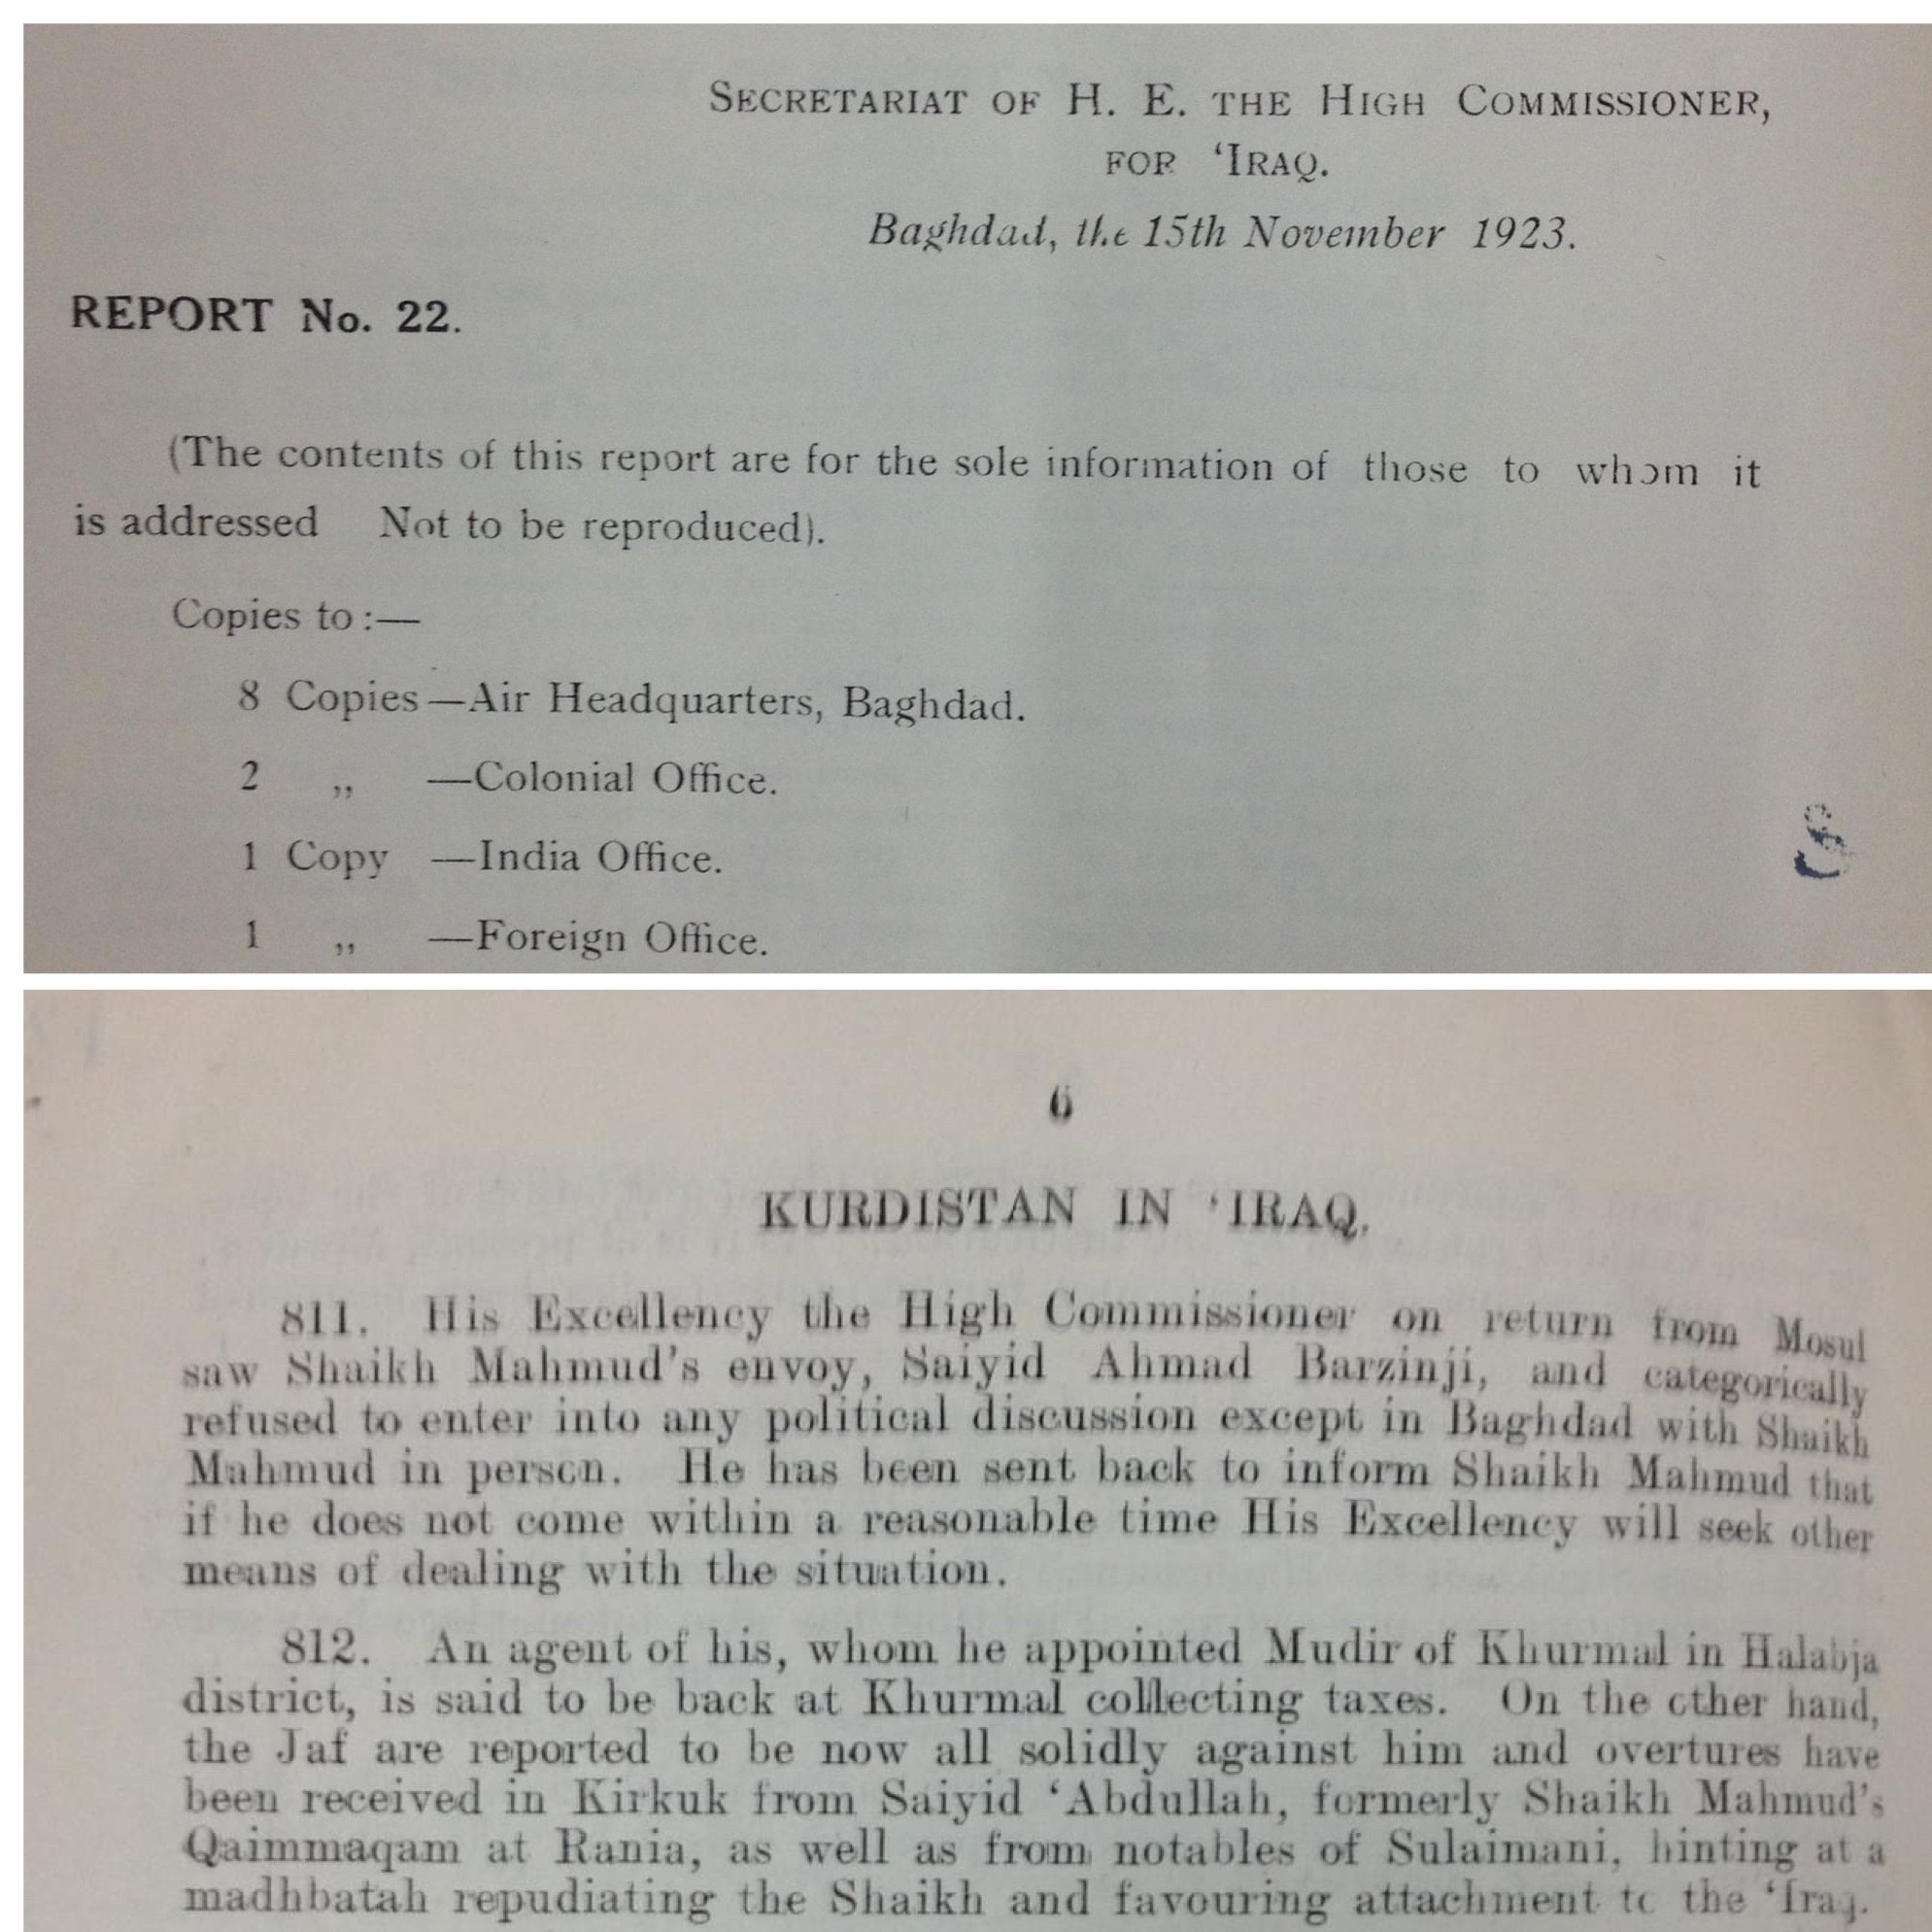 SECRETARIAT OF H. E. THE HIGH COMMISSIONER,
FOR ‘IRAQ.
Baghdad, the 15th November 1923.
REPORT No. 22.
(The contents of this report are for the sole information of those to whom it
is addressed Not to be reproduced).
Copies to :—
8 Copies —Air Headquarters, Baghdad.
2 ,, —Colonial Office.
1 Copy —India Office.
1 ,, —Foreign Office.
6
KURDISTAN IN ‘IRAQ.
811. His Excellency the High Commissioner on return from Mosul
saw Shaikh Mahmud's envoy, Saiyid Ahmad Barzinji, and categorically
refused to enter into any political discussion except in Baghdad with Shaikh
Mahmud in person. He has been sent back to inform Shaikh Mahmud that
if he does not come within a reasonable time His Excellency will seek other
means of dealing with the situation.
812. An agent of his, whom he appointed Mudir of Khurmal in Halabja
district, is said to be back at Khurmal collecting taxes. On the other hand,
the Jaf are reported to be now all solidly against him and overtures have
been received in Kirkuk from Saiyid ‘Abdullah, formerly Shaikh Mahmud's
Qaimmaqam at Rania, as well as from notables of Sulaimani, hinting at a
madhbatah repudiating the Shaikh and favouring attachment to the ‘Iraq.